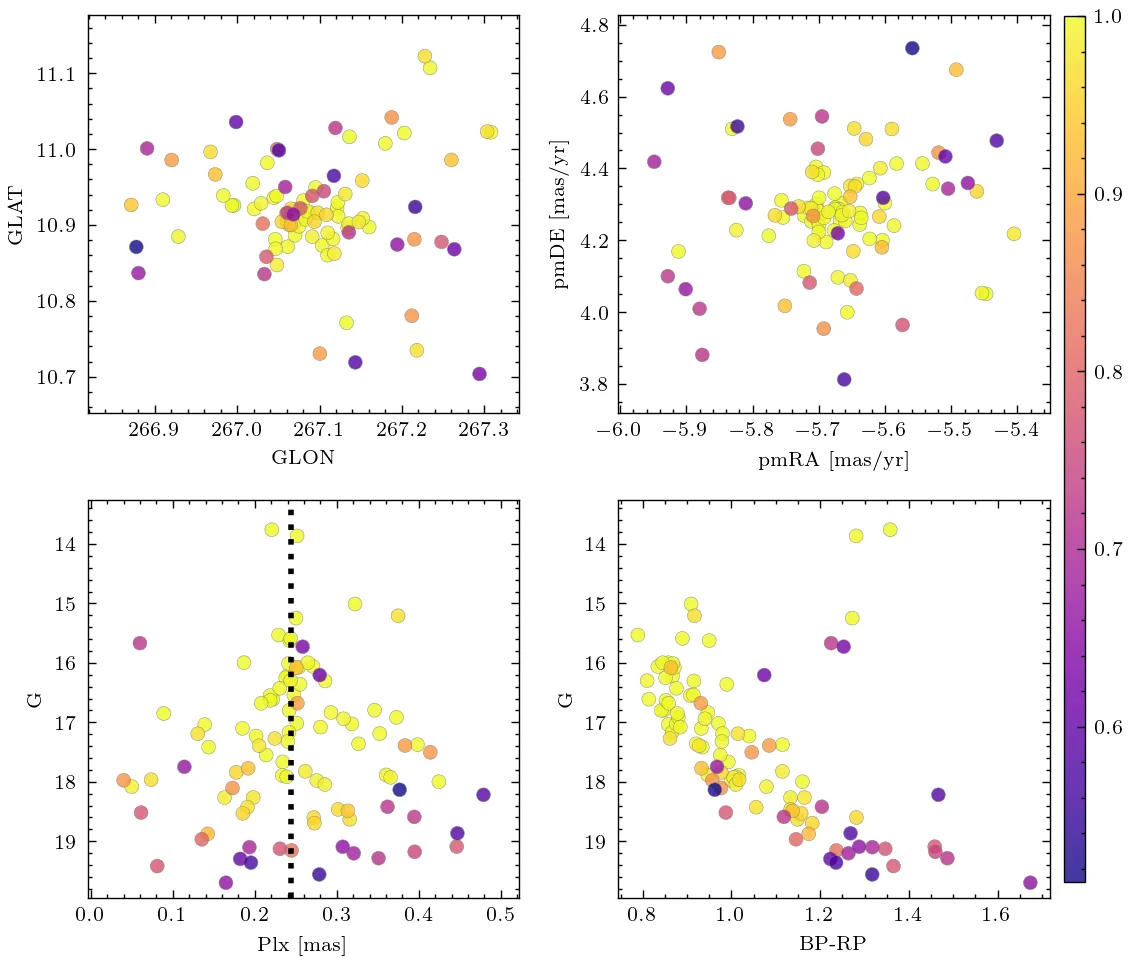 11.1
11.0
10.9
10.8
10.7
GLAT
266.9 267.0 267.1 267.2 267.3
GLON
4.8
4.6
4.4
4.2
4.0
3.8
pmDE [mas/yr]
−6.0 −5.9 −5.8 −5.7 −5.6 −5.5 −5.4
pmRA [mas/yr]
1.0
0.9
0.8
0.7
0.6
14
15
16
17
18
19
G
0.0 0.1 0.2 0.3 0.4 0.5
Plx [mas]
14
15
16
17
18
19
G
0.8 1.0 1.2 1.4 1.6
BP-RP